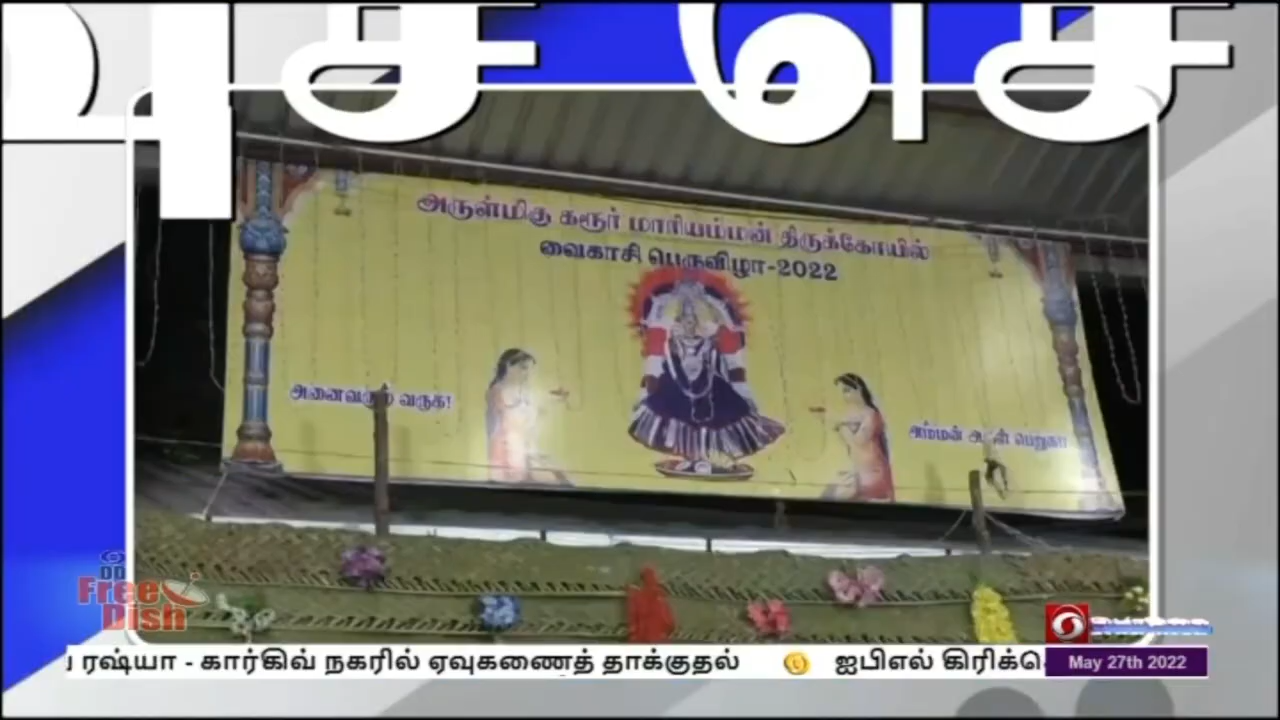 அருள்மிகு கரூர் மாரியம்மன் திருக்கோயில்
வைகாசி பெருவிழா-2022
அனைவரும் வருக!
அம்மன் அருள் பெறுக!
DD
Free
Dish
ரஷ்யா - கார்கிவ் நகரில் ஏவுகணைத் தாக்குதல்
ஐபிஎல்
May 27th 2022